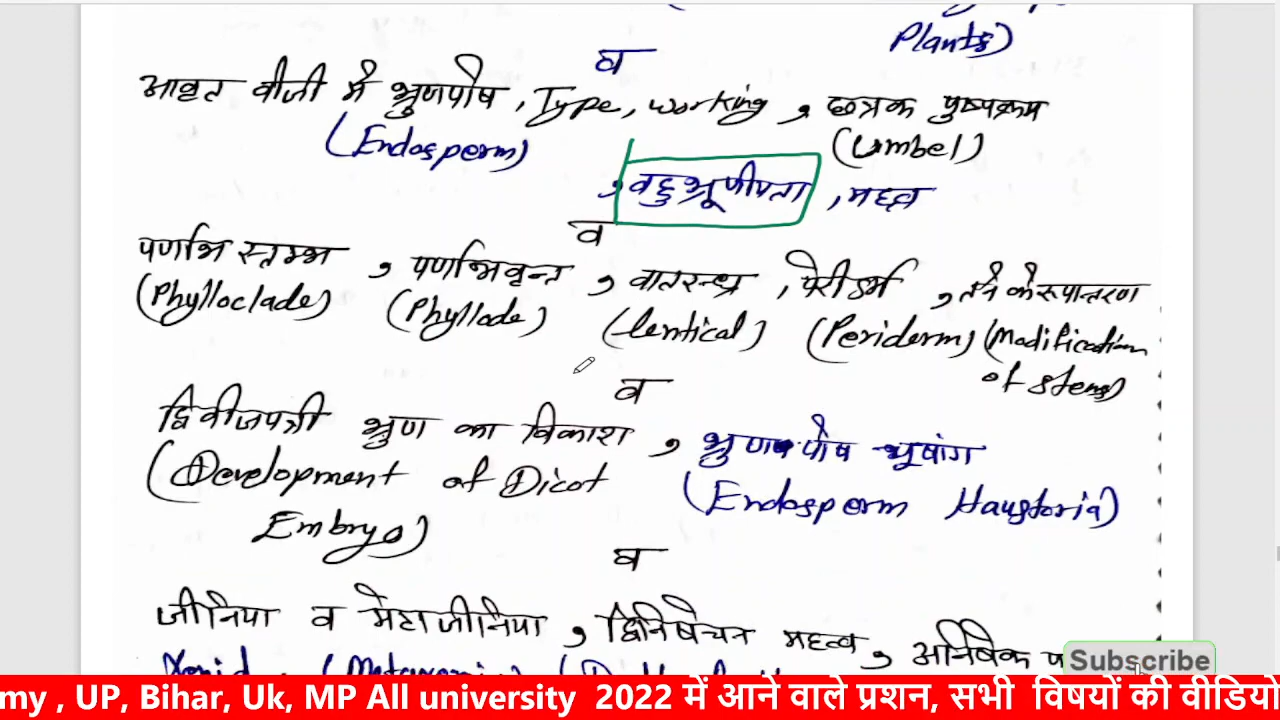 Plants)
व
आवृत बीजी में भ्रुणपोष, Type, working, छत्रक पुष्पक्रम
(Endosperm) (Umbel)
, बहुभ्रूणीयता, महत्व
व
पर्णाभि स्तम्भ, पर्णाभिवृन्त, वातरन्ध्र, पेरीडर्म, तने के रूपान्तरण
(Phylloclade) (Phyllode) (lentical) (Periderm) (Modification
of stems)
व
द्विबीजपत्री भ्रुण का विकाश, भ्रुणपोष भूषांग
(Development of Dicot (Endosperm Haustoria)
Embryo)
व
जीनिया व मेटाजीनिया, द्विनिषेचन महत्व, अनिषेक
Subscribe
my , UP, Bihar, Uk, MP All university 2022 में आने वाले प्रशन, सभी विषयों की वीडियो